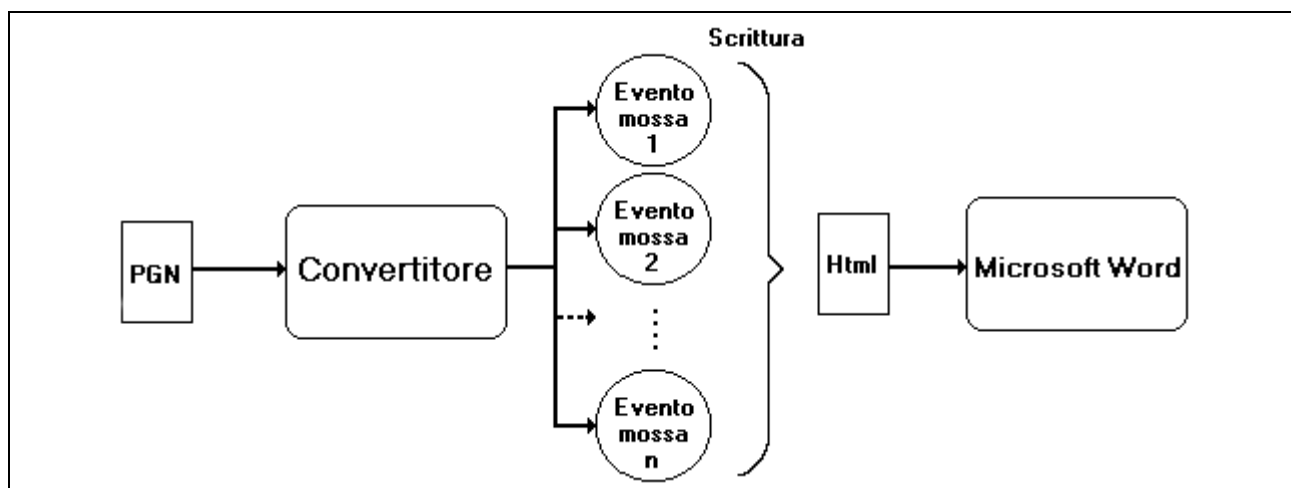 Scrittura
Evento
mossa
1
Evento
mossa
2
PGN
Convertitore
Html
Microsoft Word
Evento
mossa
n